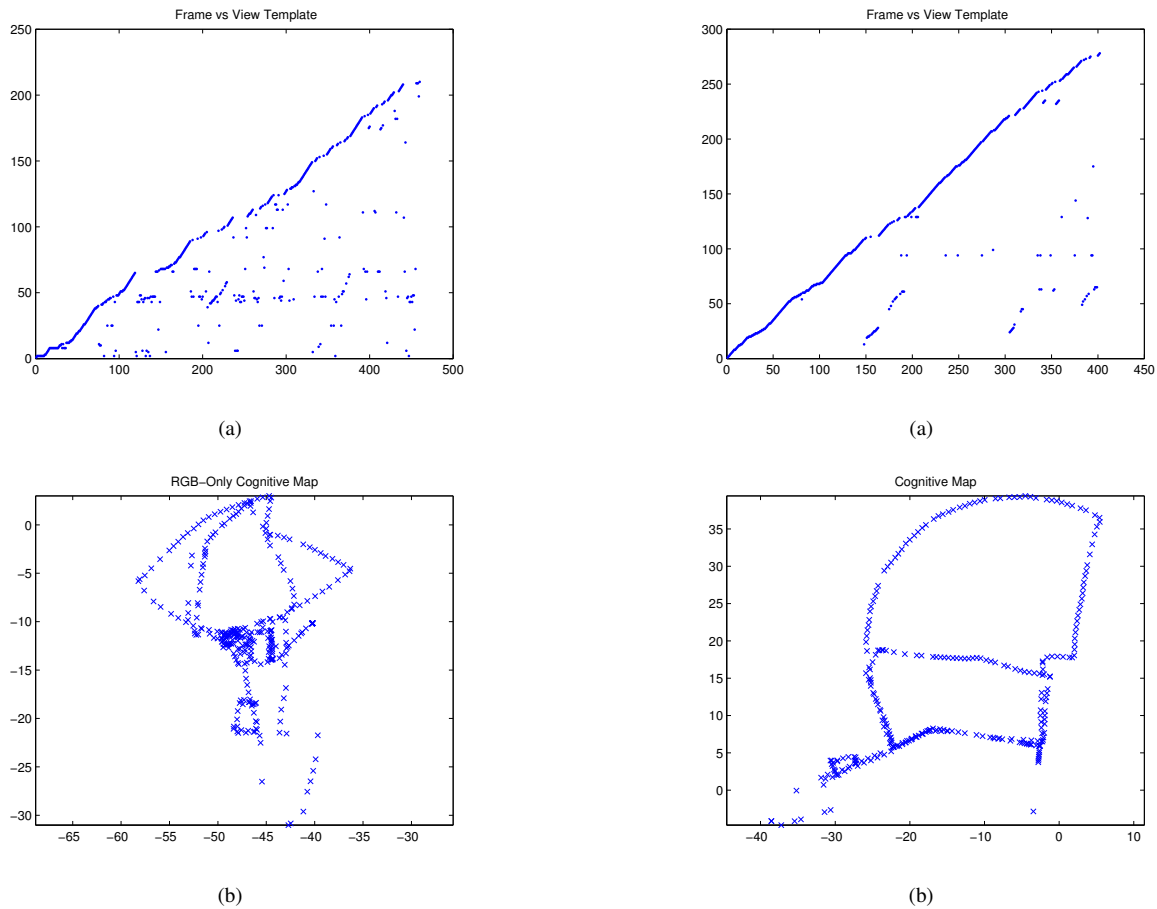 Frame vs View Template
250
200
150
100
50
0
0 100 200 300 400 500
(a)
Frame vs View Template
300
250
200
150
100
50
0
0 50 100 150 200 250 300 350 400 450
(a)
RGB−Only Cognitive Map
0
−5
−10
−15
−20
−25
−30
−65 −60 −55 −50 −45 −40 −35 −30
(b)
Cognitive Map
35
30
25
20
15
10
5
0
−40 −30 −20 −10 0 10
(b)